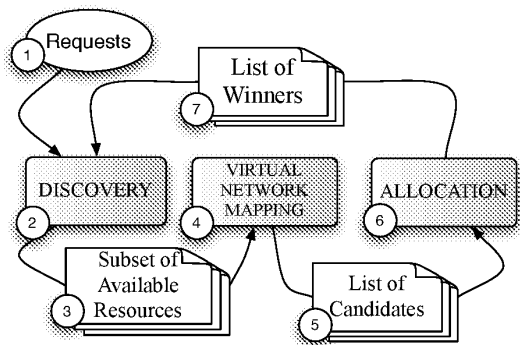 1
Requests
List of
Winners
7
DISCOVERY
2
VIRTUAL
NETWORK
MAPPING
4
ALLOCATION
6
Subset of
Available
Resources
3
List of
Candidates
5